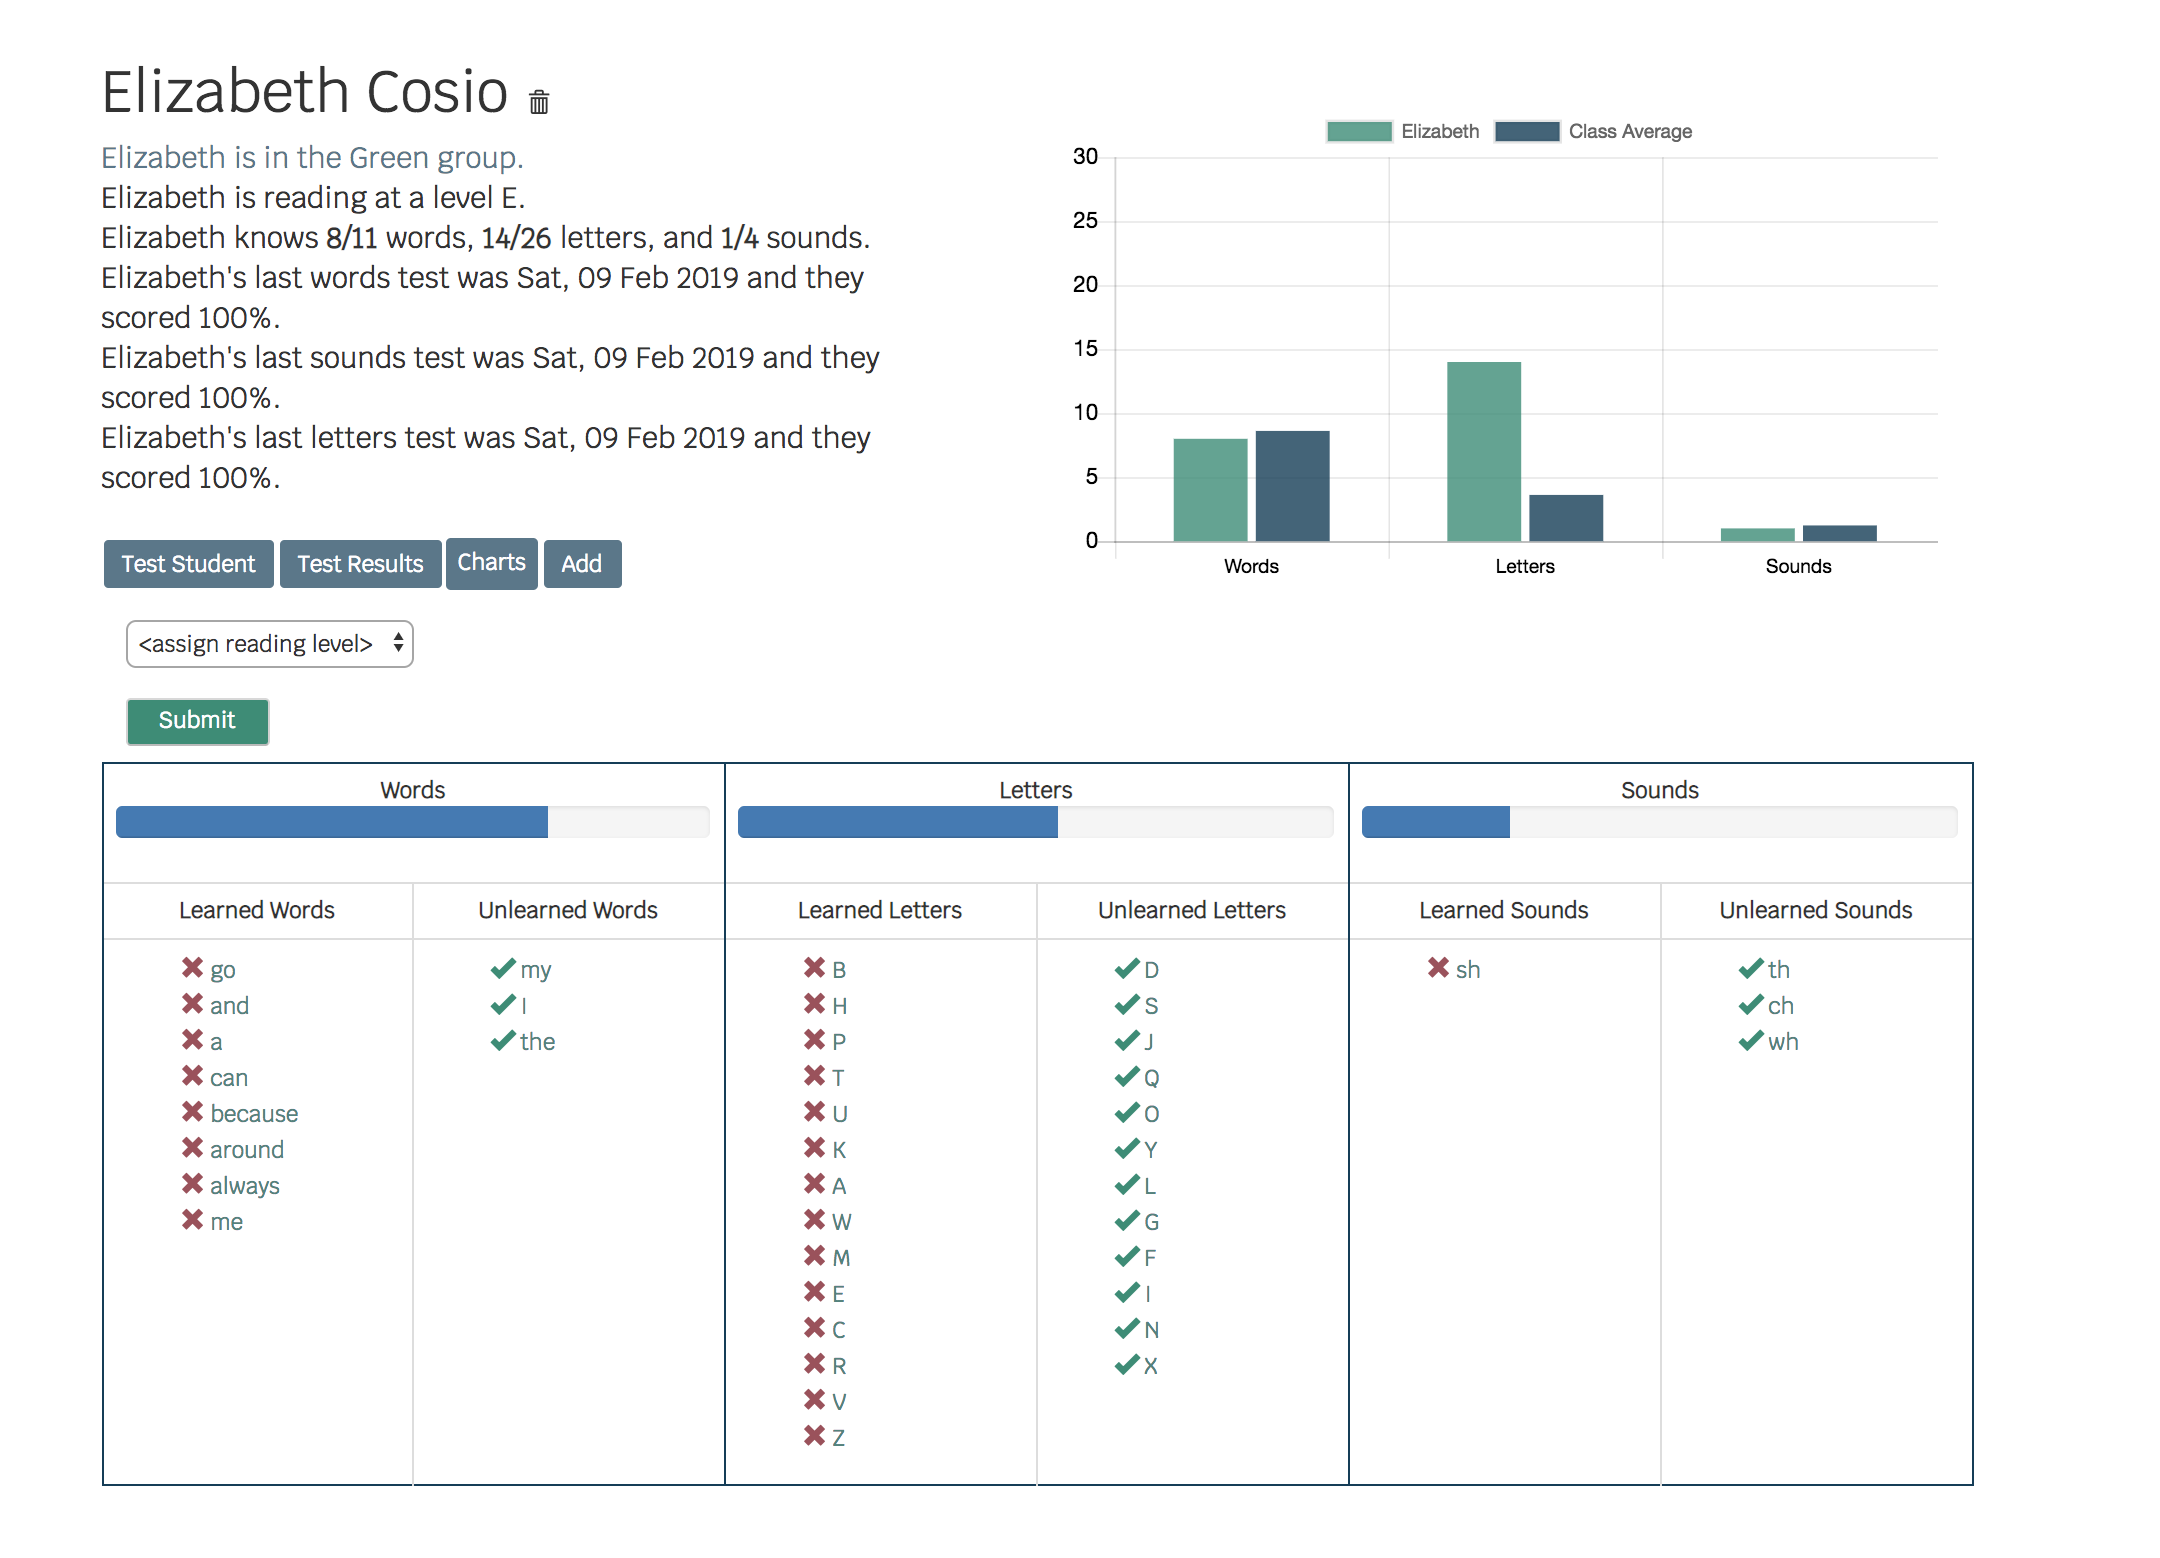 Elizabeth Cosio
Elizabeth is in the Green group.
Elizabeth is reading at a level E.
Elizabeth knows 8/11 words, 14/26 letters, and 1/4 sounds.
Elizabeth's last words test was Sat, 09 Feb 2019 and they
scored 100%.
Elizabeth's last sounds test was Sat, 09 Feb 2019 and they
scored 100%.
Elizabeth's last letters test was Sat, 09 Feb 2019 and they
scored 100%.
Test Student Test Results Charts Add
<assign reading level>
Submit
Elizabeth Class Average
30
25
20
15
10
5
0
Words Letters Sounds
Words
Learned Words Unlearned Words
go my
and I
a the
can
because
around
always
me
Letters
Learned Letters Unlearned Letters
B D
H S
P J
T Q
U O
K Y
A L
W G
M F
E I
C N
R X
V
Z
Sounds
Learned Sounds Unlearned Sounds
sh th
ch
wh